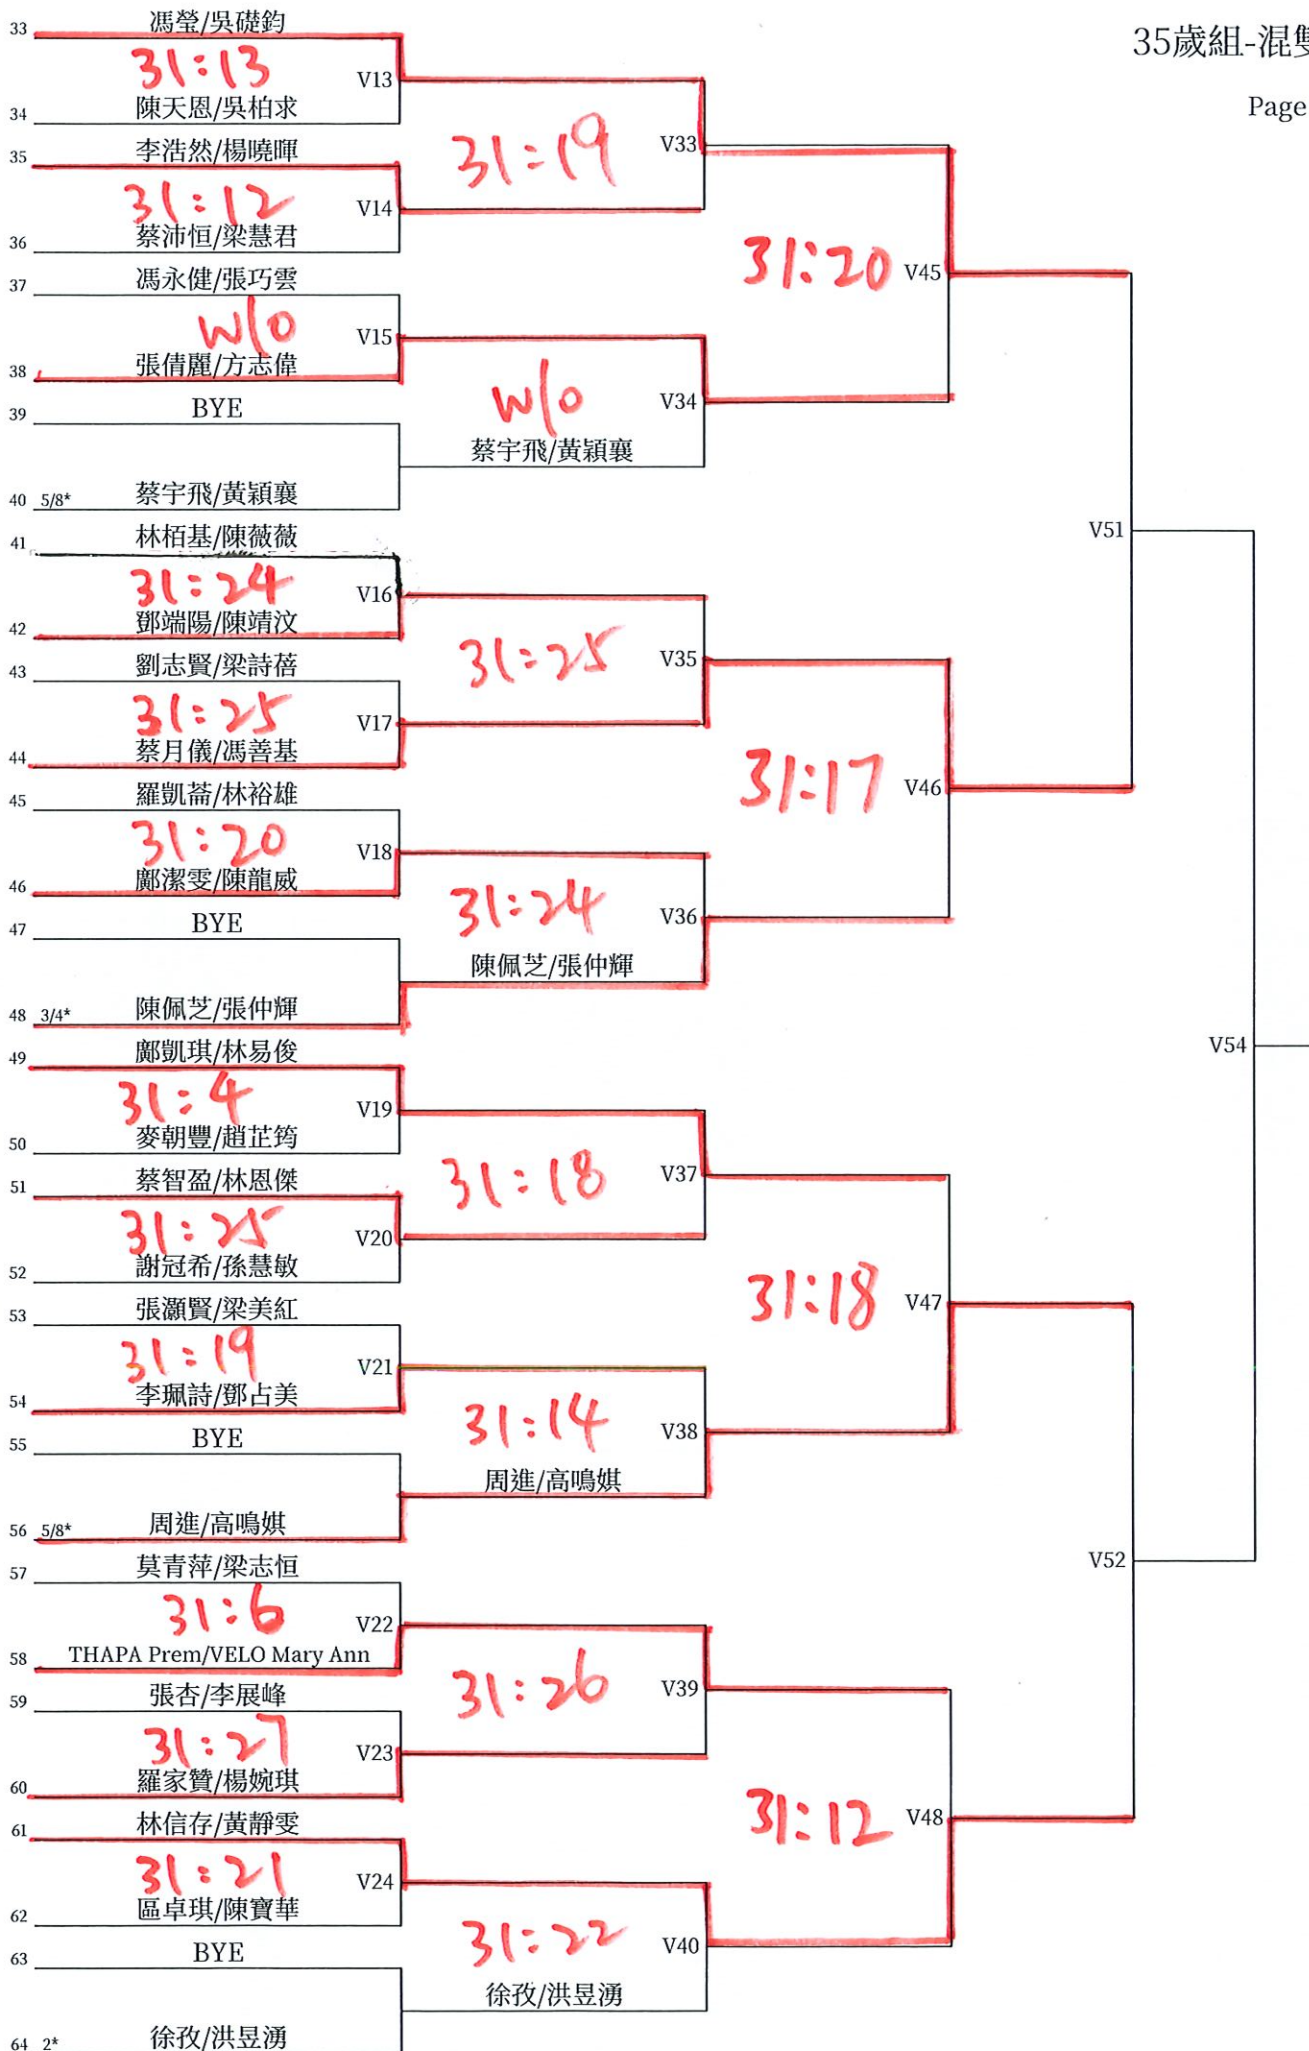 35歲組-混雙
Page
33 馮瑩/吳礎鈞
31:13 V13
34 陳天恩/吳柏求
31:19 V33
35 李浩然/楊曉暉
31:12 V14
36 蔡沛恒/梁慧君
31:20 V45
37 馮永健/張巧雲
W/O V15
38 張倩麗/方志偉
W/O V34
39 BYE
蔡宇飛/黃穎襄
40 5/8* 蔡宇飛/黃穎襄
V51
41 林栢基/陳薇薇
31:24 V16
42 鄧端陽/陳靖汶
31:25 V35
43 劉志賢/梁詩蓓
31:25 V17
44 蔡月儀/馮善基
31:17 V46
45 羅凱蓄/林裕雄
31:20 V18
46 鄺潔雯/陳龍威
31:24 V36
47 BYE
陳佩芝/張仲輝
48 3/4* 陳佩芝/張仲輝
V54
49 鄺凱琪/林易俊
31:4 V19
50 麥朝豐/趙芷筠
31:18 V37
51 蔡智盈/林恩傑
31:25 V20
52 謝冠希/孫慧敏
31:18 V47
53 張灝賢/梁美紅
31:19 V21
54 李珮詩/鄧占美
31:14 V38
55 BYE
周進/高鳴娸
56 5/8* 周進/高鳴娸
V52
57 莫青萍/梁志恒
31:6 V22
58 THAPA Prem/VELO Mary Ann
31:26 V39
59 張杏/李展峰
31:27 V23
60 羅家贊/楊婉琪
31:12 V48
61 林信存/黃靜雯
31:21 V24
62 區卓琪/陳寶華
31:22 V40
63 BYE
徐孜/洪昱湧
64 2* 徐孜/洪昱湧